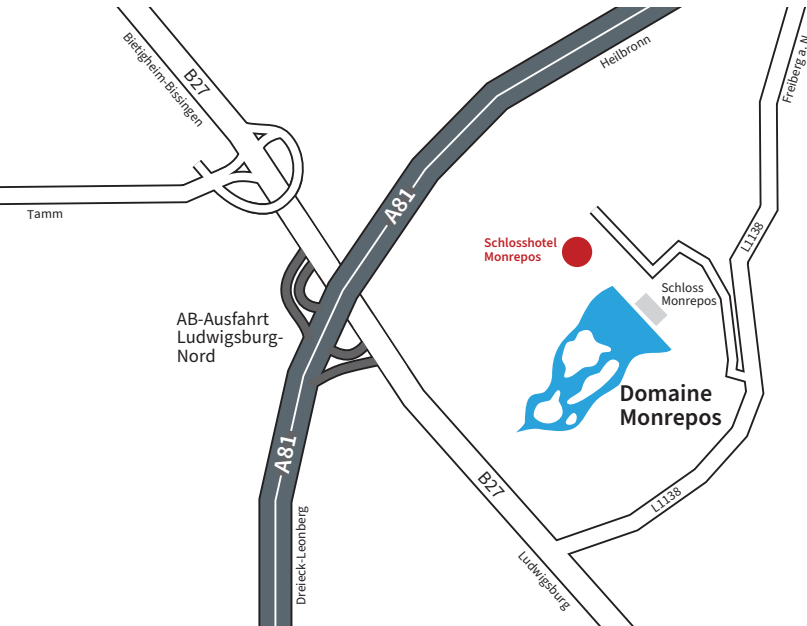 B27
Bietigheim-Bissingen
Heilbronn
Freiberg a. N
Tamm
A81
L1138
Schlosshotel
Monrepos
Schloss
Monrepos
AB-Ausfahrt
Ludwigsburg-
Nord
Domaine
Monrepos
A81
B27
L1138
Dreieck-Leonberg
Ludwigsburg